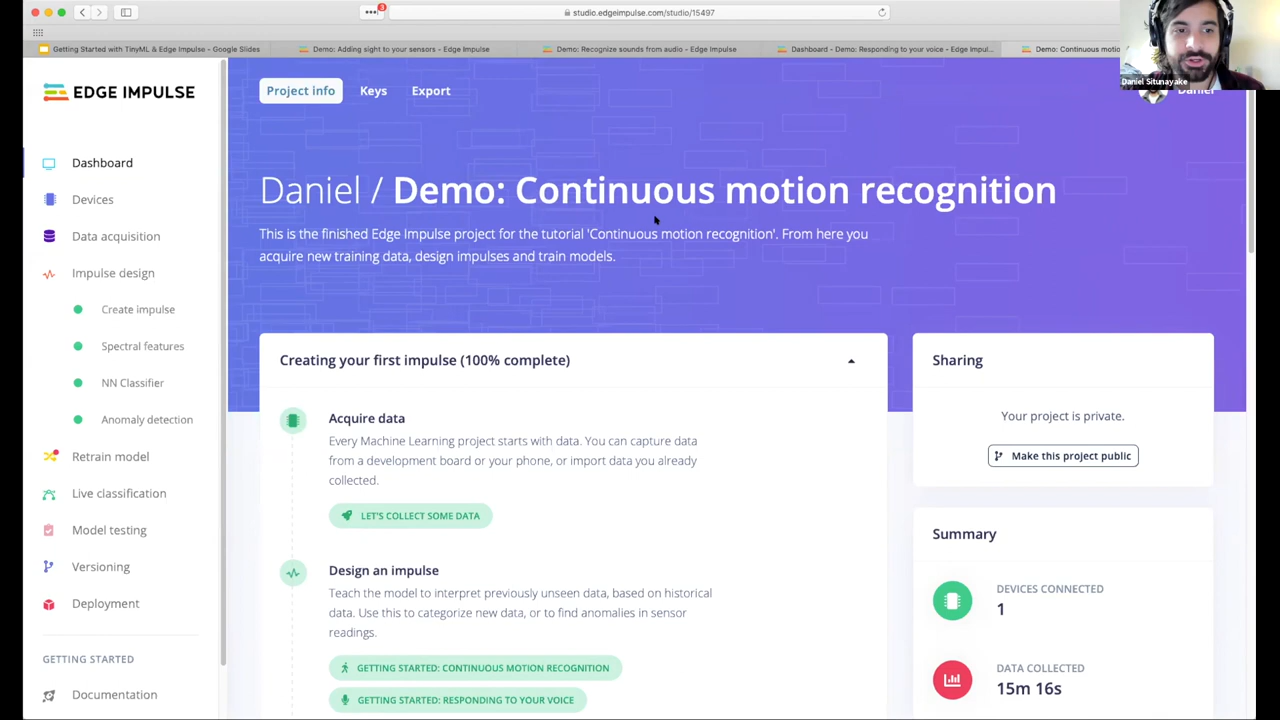 3
studio.edgeimpulse.com/studio/15497
Getting Started with TinyML & Edge Impulse - Google Slides
Demo: Adding sight to your sensors - Edge Impulse
Demo: Recognize sounds from audio - Edge Impulse
Dashboard - Demo: Responding to your voice - Edge Impul...
Demo: Continuous motio
Daniel Situnayake
EDGE IMPULSE
Project info
Keys
Export
Daniel
Dashboard
Devices
Data acquisition
Impulse design
Create impulse
Spectral features
NN Classifier
Anomaly detection
Retrain model
Live classification
Model testing
Versioning
Deployment
GETTING STARTED
Documentation
Daniel / Demo: Continuous motion recognition
This is the finished Edge Impulse project for the tutorial 'Continuous motion recognition'. From here you
acquire new training data, design impulses and train models.
Creating your first impulse (100% complete)
Acquire data
Every Machine Learning project starts with data. You can capture data
from a development board or your phone, or import data you already
collected.
LET'S COLLECT SOME DATA
Design an impulse
Teach the model to interpret previously unseen data, based on historical
data. Use this to categorize new data, or to find anomalies in sensor
readings.
GETTING STARTED: CONTINUOUS MOTION RECOGNITION
GETTING STARTED: RESPONDING TO YOUR VOICE
Sharing
Your project is private.
Make this project public
Summary
DEVICES CONNECTED
1
DATA COLLECTED
15m 16s